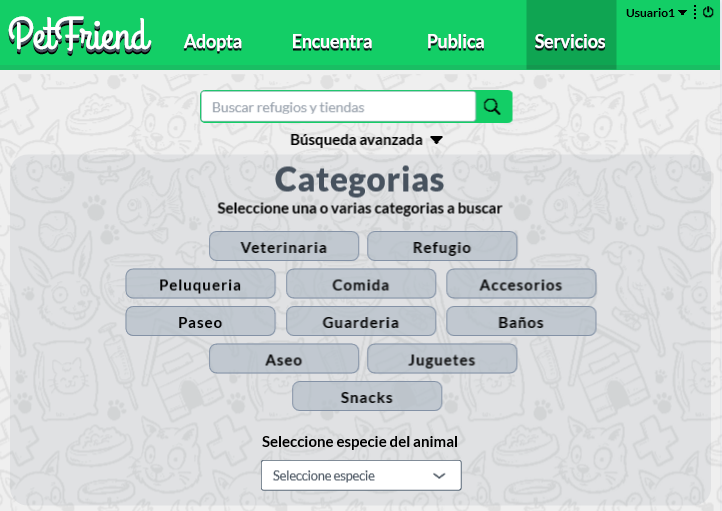 Usuario1
PetFriend
Adopta Encuentra Publica Servicios
Buscar refugios y tiendas
Búsqueda avanzada
Categorias
Seleccione una o varias categorias a buscar
Veterinaria Refugio
Peluqueria Comida Accesorios
Paseo Guarderia Baños
Aseo Juguetes
Snacks
Seleccione especie del animal
Seleccione especie